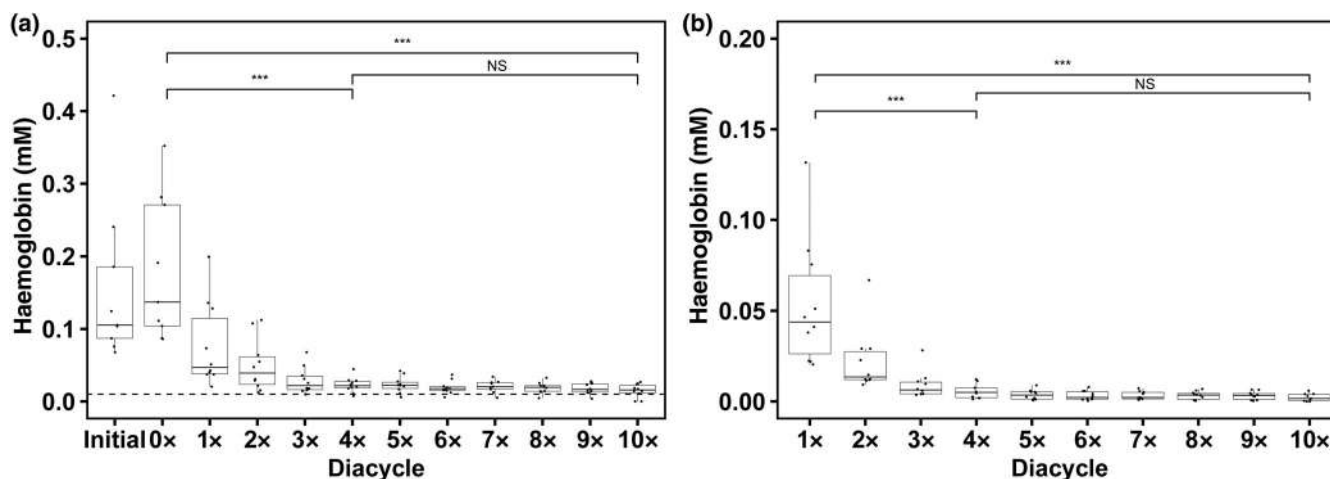 (a)
Haemoglobin (mM)
0.5
0.4
0.3
0.2
0.1
0.0
***
NS
***
Initial 0× 1× 2× 3× 4× 5× 6× 7× 8× 9× 10×
Diacycle
(b)
Haemoglobin (mM)
0.20
0.15
0.10
0.05
0.00
***
NS
***
1× 2× 3× 4× 5× 6× 7× 8× 9× 10×
Diacycle